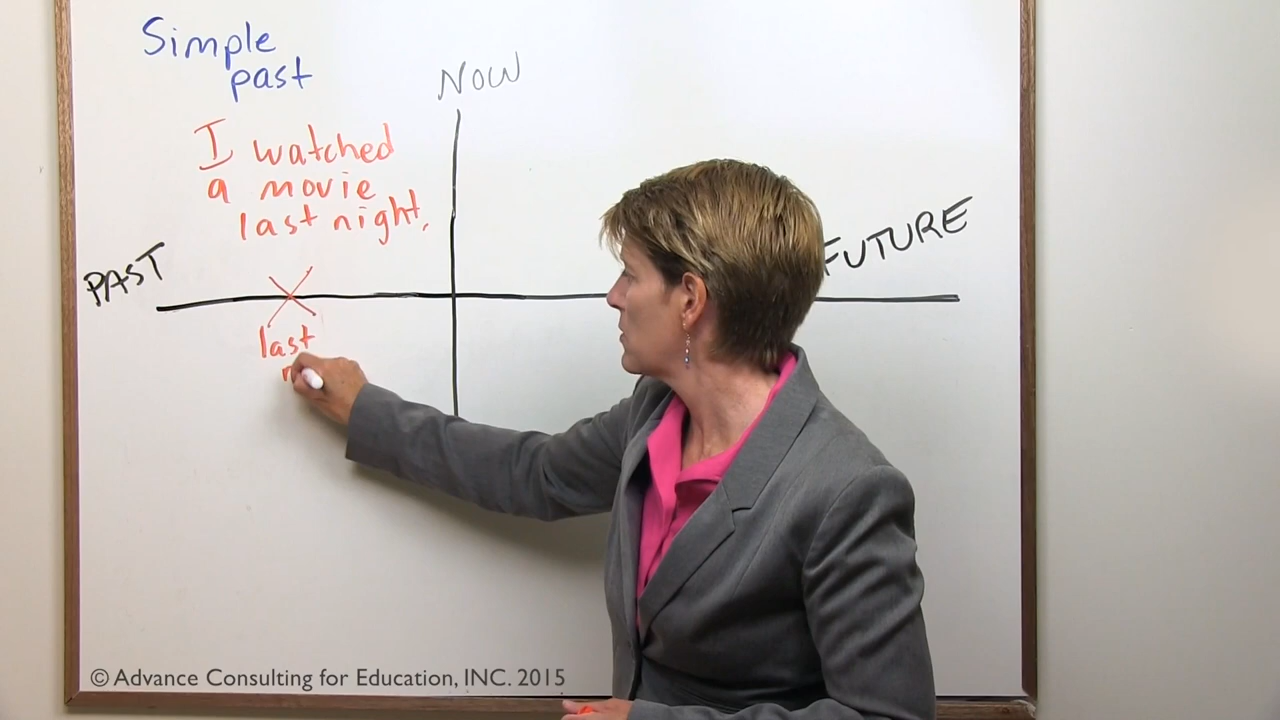 Simple
past
NOW
I watched
a movie
last night.
PAST
FUTURE
last
© Advance Consulting for Education, INC. 2015